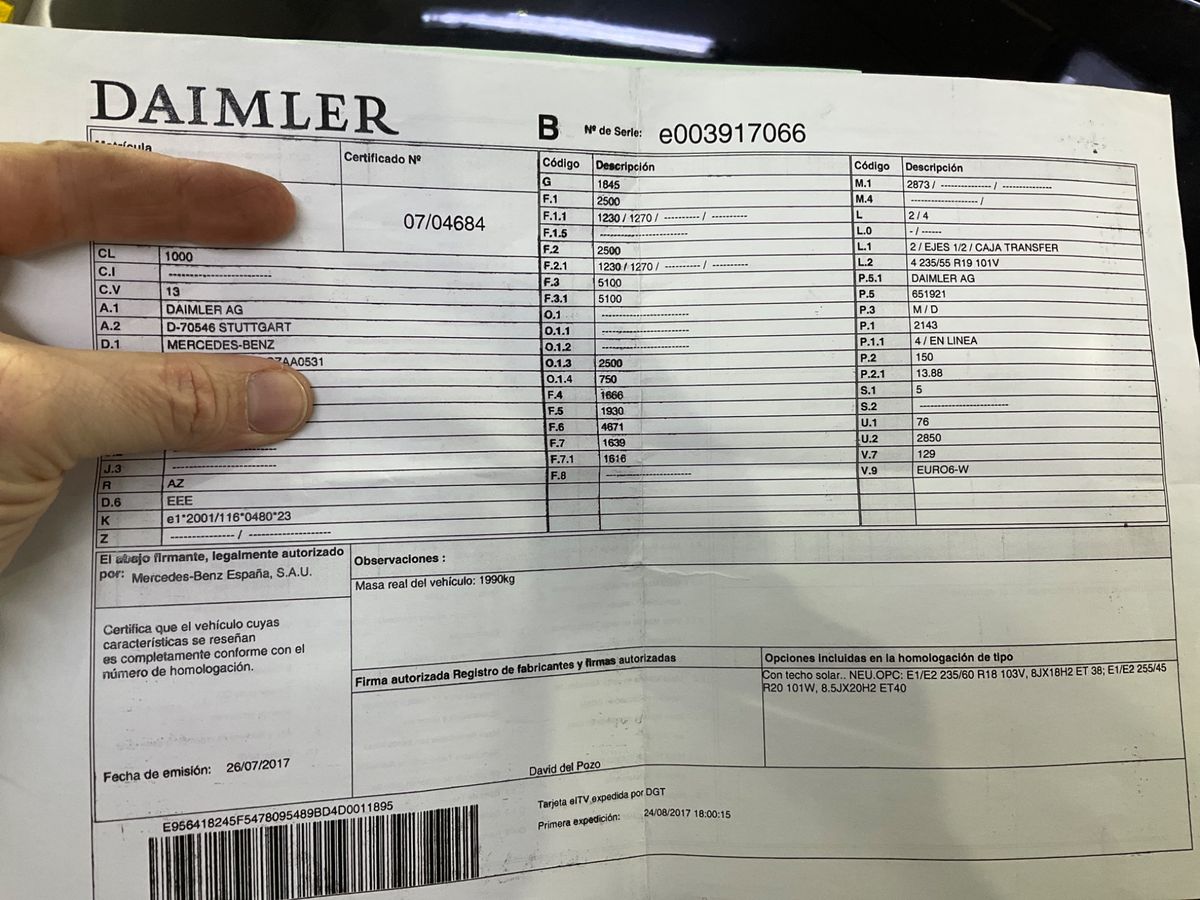 DAIMLER
B Nº de Serie: e003917066
Matrícula
Certificado Nº
07/04684
CL 1000
C.I ------------------------
C.V 13
A.1 DAIMLER AG
A.2 D-70546 STUTTGART
D.1 MERCEDES-BENZ
ZAA0531
------------------------
J.3 ------------------------
R AZ
D.6 EEE
K e1*2001/116*0480*23
Z --------------- / -------------------
Código Descripción
G 1845
F.1 2500
F.1.1 1230 / 1270 / --------- / ---------
F.1.5 --------------------
F.2 2500
F.2.1 1230 / 1270 / --------- / ---------
F.3 5100
F.3.1 5100
O.1 --------------------
O.1.1 --------------------
O.1.2 --------------------
O.1.3 2500
O.1.4 750
F.4 1666
F.5 1930
F.6 4671
F.7 1639
F.7.1 1616
F.8 --------------------
Código Descripción
M.1 2873 / -------------- / --------------
M.4 ------------------- /
L 2 / 4
L.0 - / ------
L.1 2 / EJES 1/2 / CAJA TRANSFER
L.2 4 235/55 R19 101V
P.5.1 DAIMLER AG
P.5 651921
P.3 M / D
P.1 2143
P.1.1 4 / EN LINEA
P.2 150
P.2.1 13.88
S.1 5
S.2 --------------------
U.1 76
U.2 2850
V.7 129
V.9 EURO6-W
El abajo firmante, legalmente autorizado
por: Mercedes-Benz España, S.A.U.
Certifica que el vehículo cuyas
características se reseñan
es completamente conforme con el
número de homologación.
Fecha de emisión: 26/07/2017
Observaciones :
Masa real del vehículo: 1990kg
Firma autorizada Registro de fabricantes y firmas autorizadas
David del Pozo
Opciones incluidas en la homologación de tipo
Con techo solar.. NEU.OPC: E1/E2 235/60 R18 103V, 8JX18H2 ET 38; E1/E2 255/45
R20 101W, 8.5JX20H2 ET40
E956418245F5478095489BD4D0011895
Tarjeta eITV expedida por DGT
Primera expedición: 24/08/2017 18:00:15